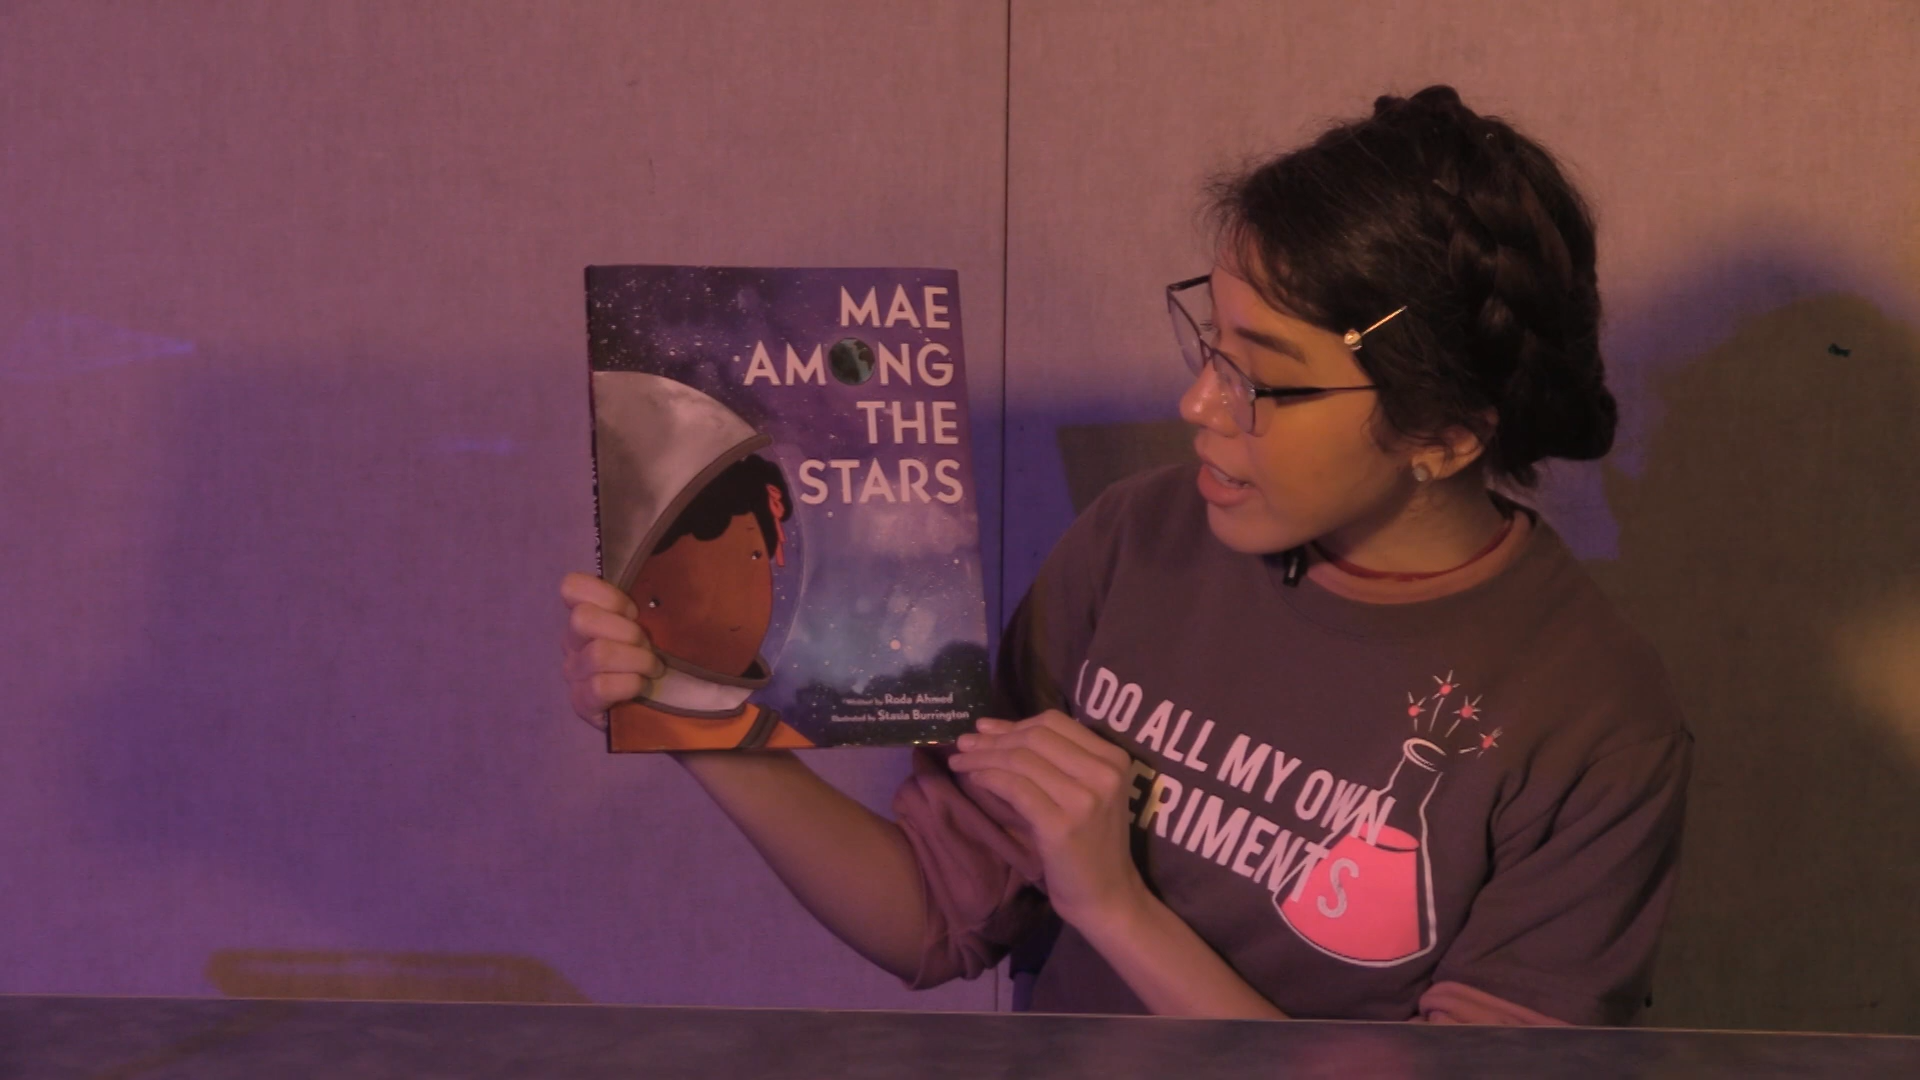 MAE
AMONG
THE
STARS
Written by Roda Ahmed
Illustrated by Stasia Burrington
I DO ALL MY OWN
ERIMENTS